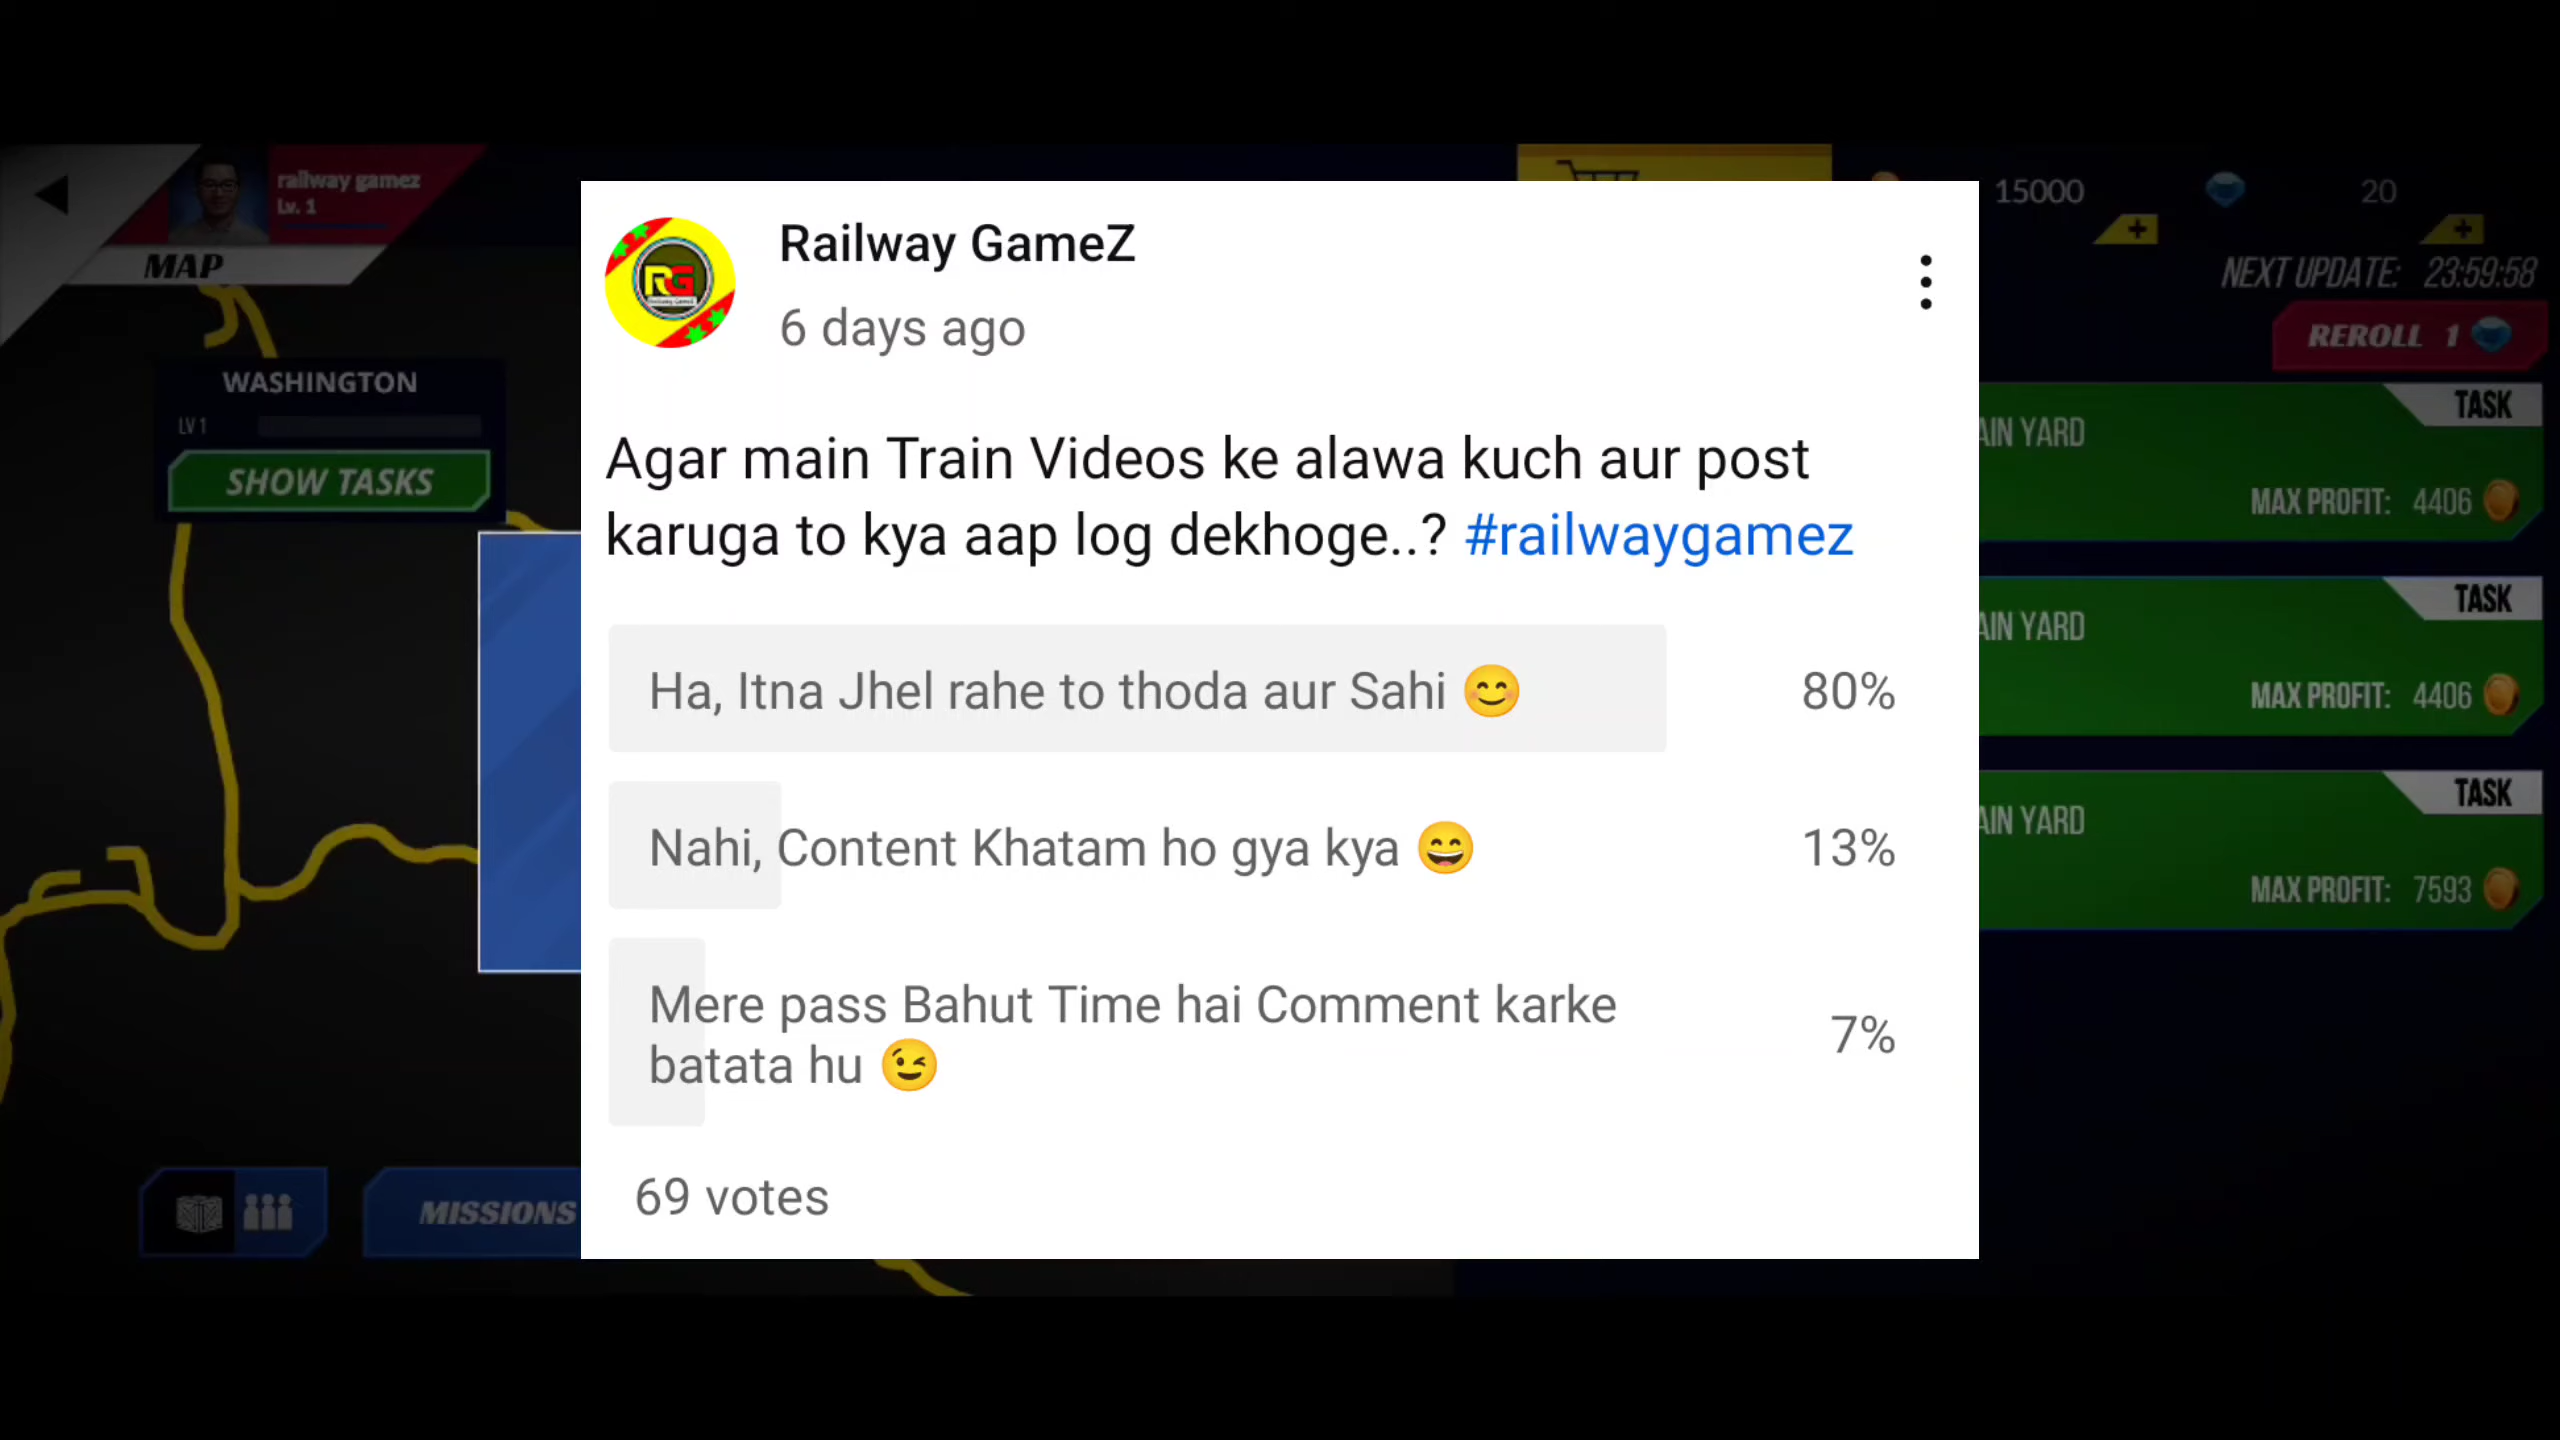 railway gamez
Lv. 1
MAP
15000
20
NEXT UPDATE: 23:59:58
REROLL 1
WASHINGTON
LV 1
SHOW TASKS
Railway GameZ
6 days ago
RG
Agar main Train Videos ke alawa kuch aur post
karuga to kya aap log dekhoge..? #railwaygamez
Ha, Itna Jhel rahe to thoda aur Sahi 😊
80%
Nahi, Content Khatam ho gya kya 😄
13%
Mere pass Bahut Time hai Comment karke
batata hu 😉
7%
69 votes
TASK
AIN YARD
MAX PROFIT: 4406
TASK
AIN YARD
MAX PROFIT: 4406
TASK
AIN YARD
MAX PROFIT: 7593
MISSIONS